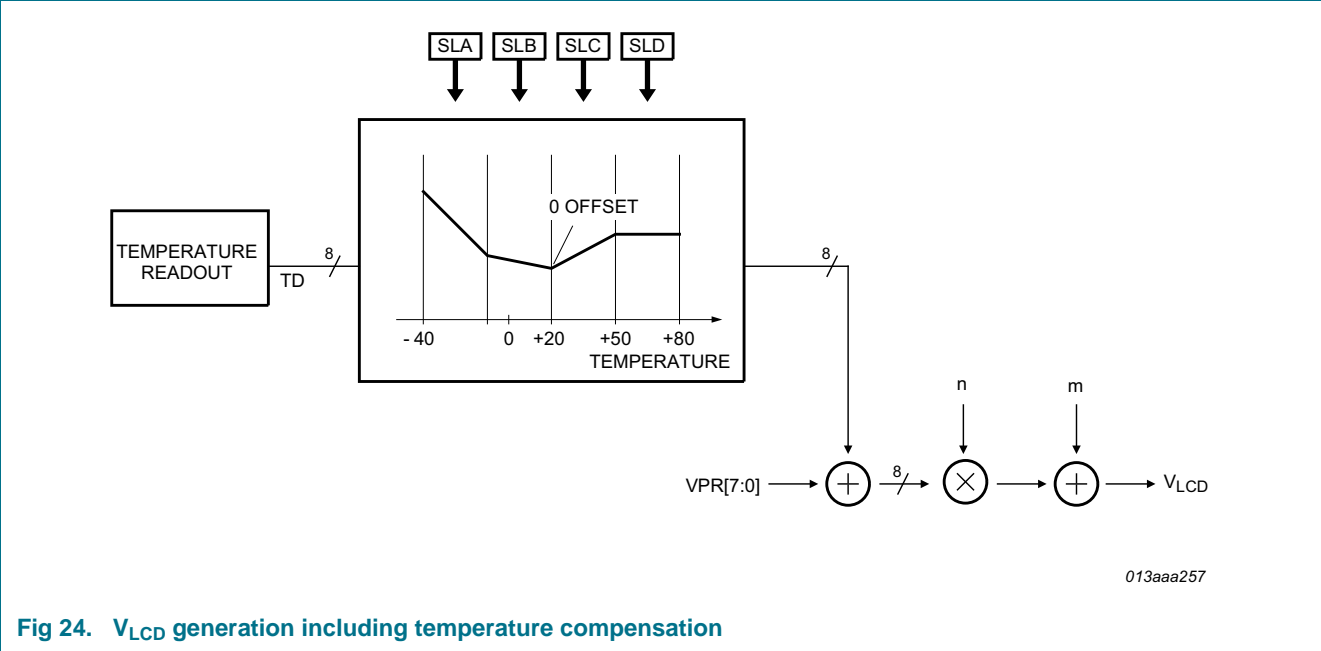 SLA SLB SLC SLD
0 OFFSET
TEMPERATURE
READOUT
8
TD
8
- 40 0 +20 +50 +80
TEMPERATURE
n m
VPR[7:0] 8 VLCD
013aaa257
Fig 24. VLCD generation including temperature compensation